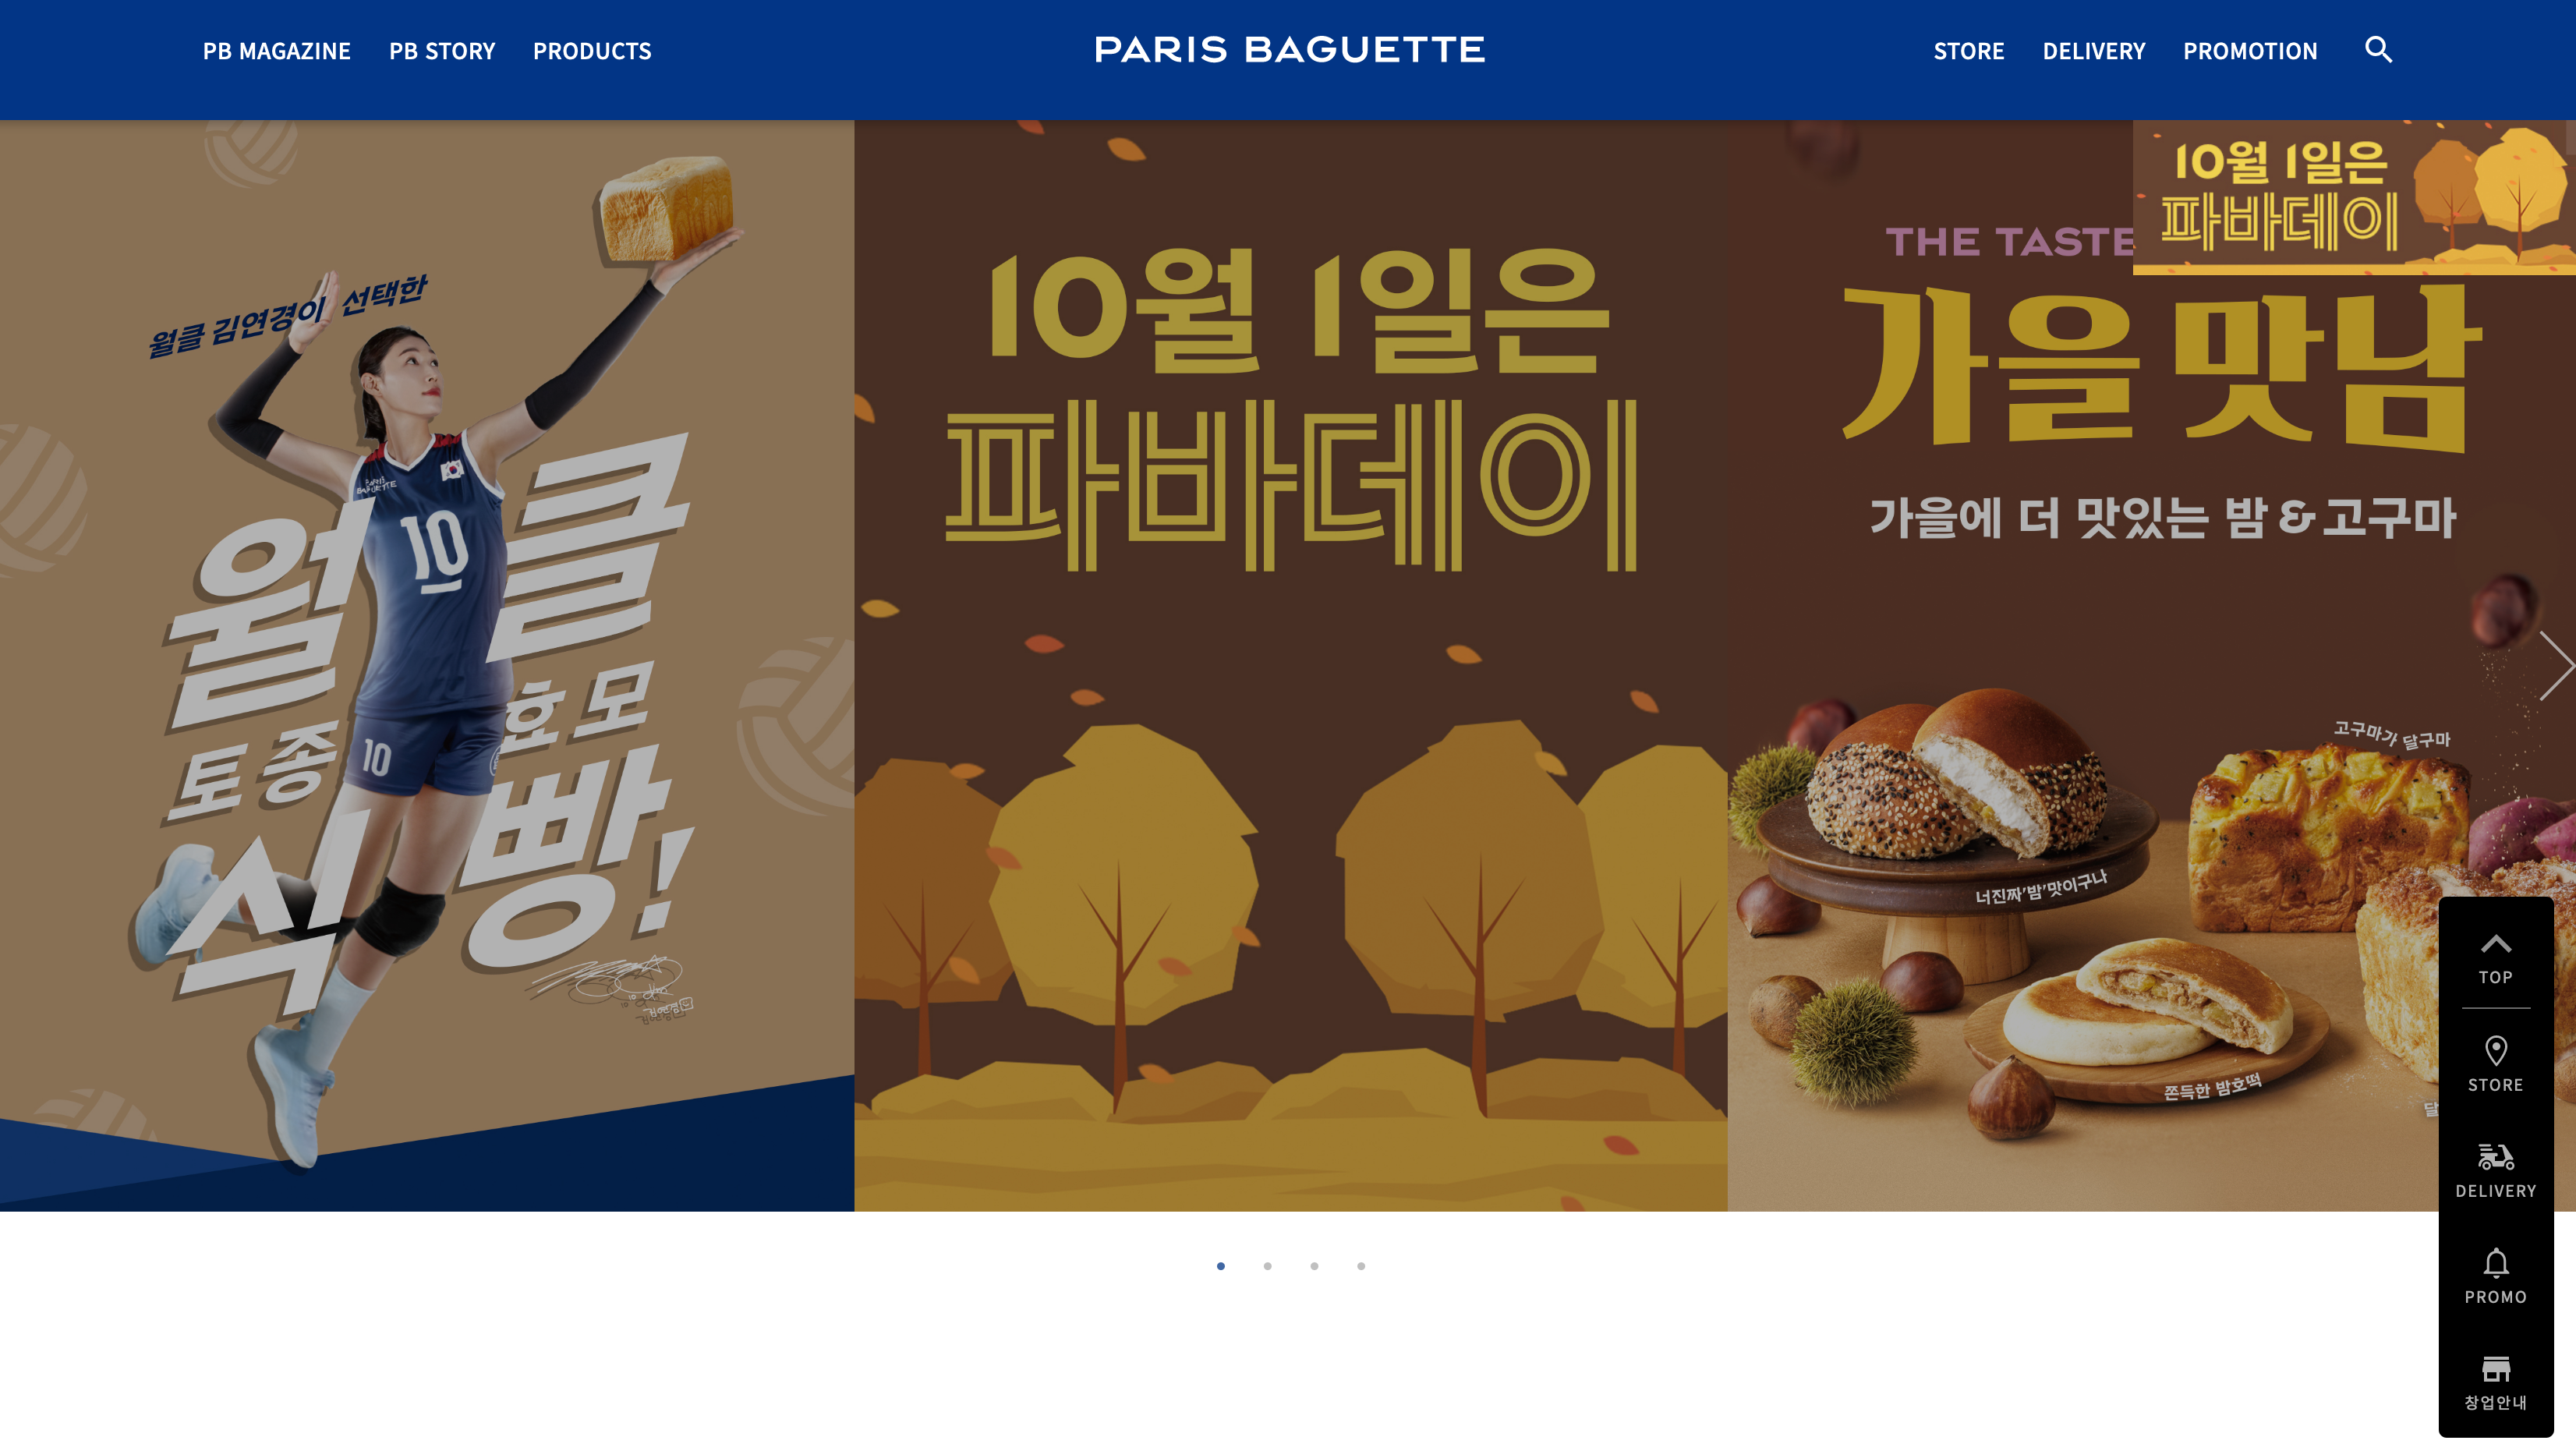 PB MAGAZINE PB STORY PRODUCTS
PARIS BAGUETTE
STORE DELIVERY PROMOTION
월클 김연경이 선택한
PARIS BAGUETTE
10
10
월클
토종 효모
식빵!
10월 1일은
파바데이
THE TASTE
가을 맛남
가을에 더 맛있는 밤 & 고구마
고구마가 달구마
너진짜'밤'맛이구나
쫀득한 밤호떡
달
10월 1일은
파바데이
TOP
STORE
DELIVERY
PROMO
창업안내